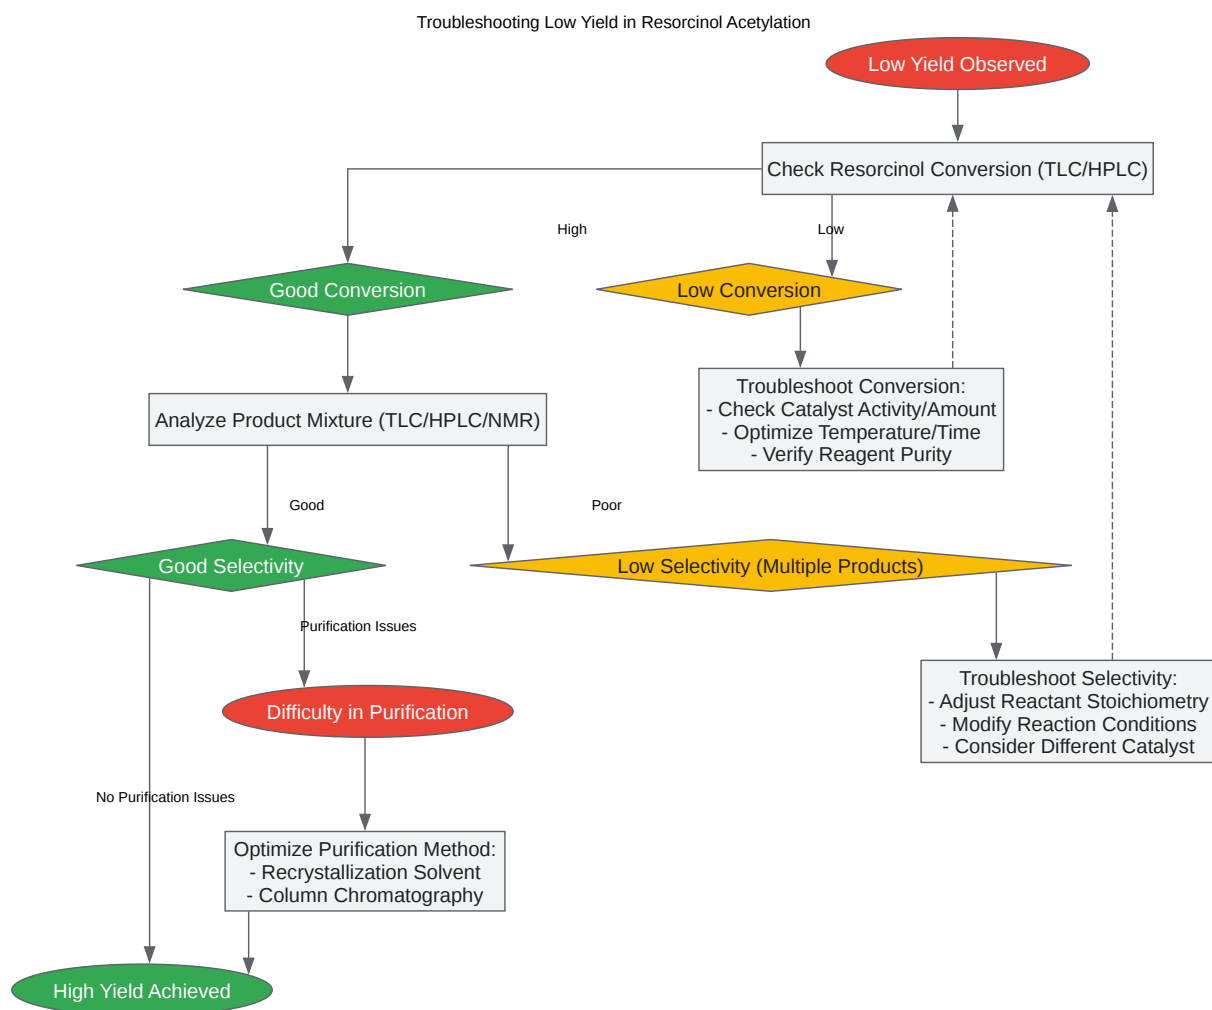 Troubleshooting Low Yield in Resorcinol Acetylation
Low Yield Observed
Check Resorcinol Conversion (TLC/HPLC)
High
Low
Good Conversion
Low Conversion
Troubleshoot Conversion:
- Check Catalyst Activity/Amount
- Optimize Temperature/Time
- Verify Reagent Purity
Analyze Product Mixture (TLC/HPLC/NMR)
Good
Poor
Good Selectivity
Low Selectivity (Multiple Products)
Purification Issues
Troubleshoot Selectivity:
- Adjust Reactant Stoichiometry
- Modify Reaction Conditions
- Consider Different Catalyst
Difficulty in Purification
No Purification Issues
Optimize Purification Method:
- Recrystallization Solvent
- Column Chromatography
High Yield Achieved